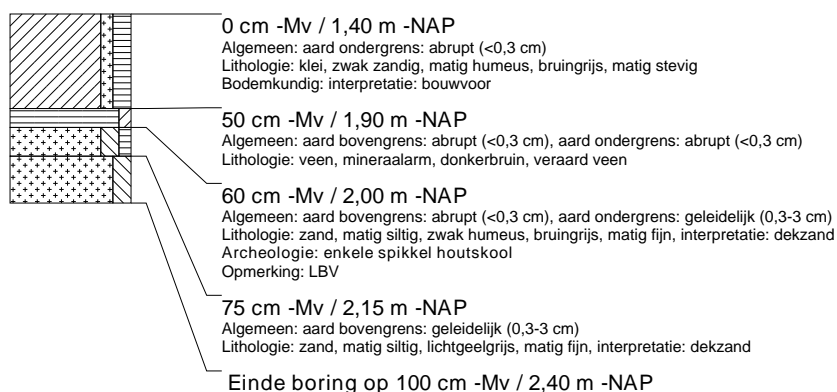 0 cm -Mv / 1,40 m -NAP
Algemeen: aard ondergrens: abrupt (<0,3 cm)
Lithologie: klei, zwak zandig, matig humeus, bruingrijs, matig stevig
Bodemkundig: interpretatie: bouwvoor
50 cm -Mv / 1,90 m -NAP
Algemeen: aard bovengrens: abrupt (<0,3 cm), aard ondergrens: abrupt (<0,3 cm)
Lithologie: veen, mineraalarm, donkerbruin, veraard veen
60 cm -Mv / 2,00 m -NAP
Algemeen: aard bovengrens: abrupt (<0,3 cm), aard ondergrens: geleidelijk (0,3-3 cm)
Lithologie: zand, matig siltig, zwak humeus, bruingrijs, matig fijn, interpretatie: dekzand
Archeologie: enkele spikkel houtskool
Opmerking: LBV
75 cm -Mv / 2,15 m -NAP
Algemeen: aard bovengrens: geleidelijk (0,3-3 cm)
Lithologie: zand, matig siltig, lichtgeelgrijs, matig fijn, interpretatie: dekzand
Einde boring op 100 cm -Mv / 2,40 m -NAP